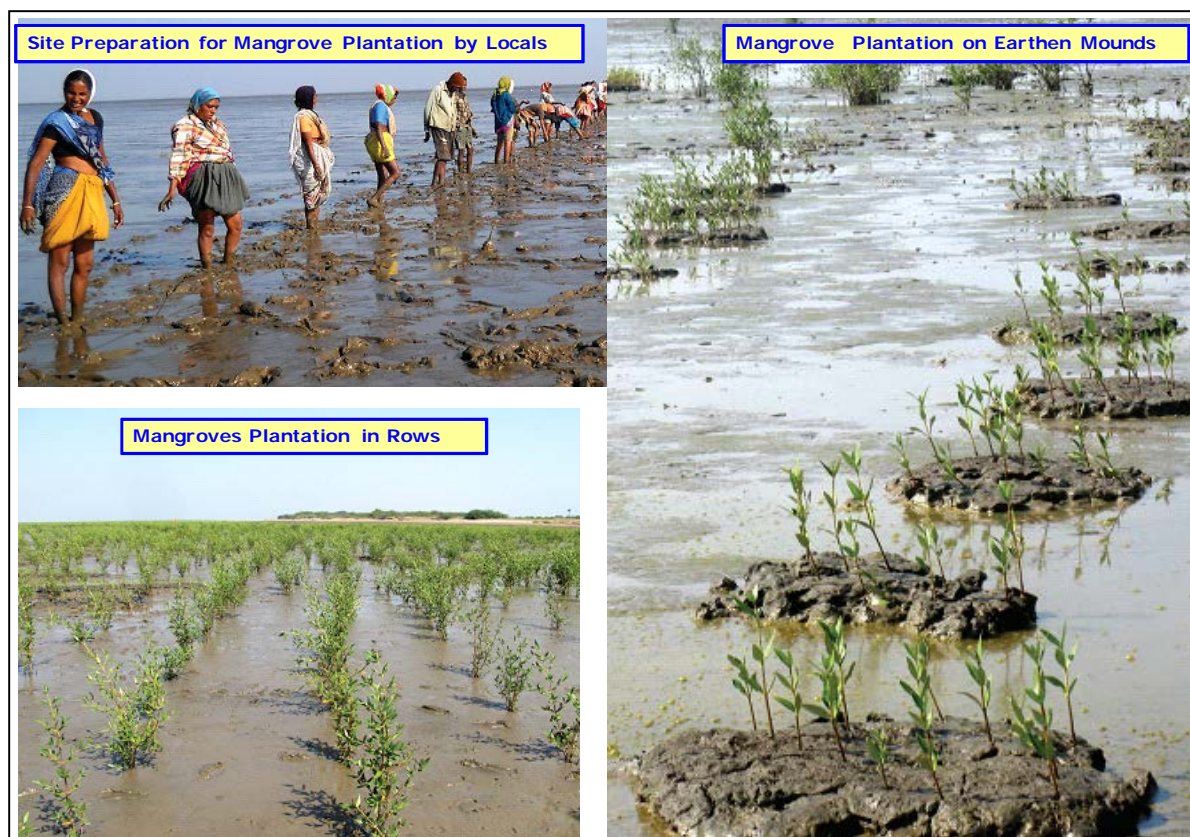 Site Preparation for Mangrove Plantation by Locals
Mangrove Plantation on Earthen Mounds
Mangroves Plantation in Rows